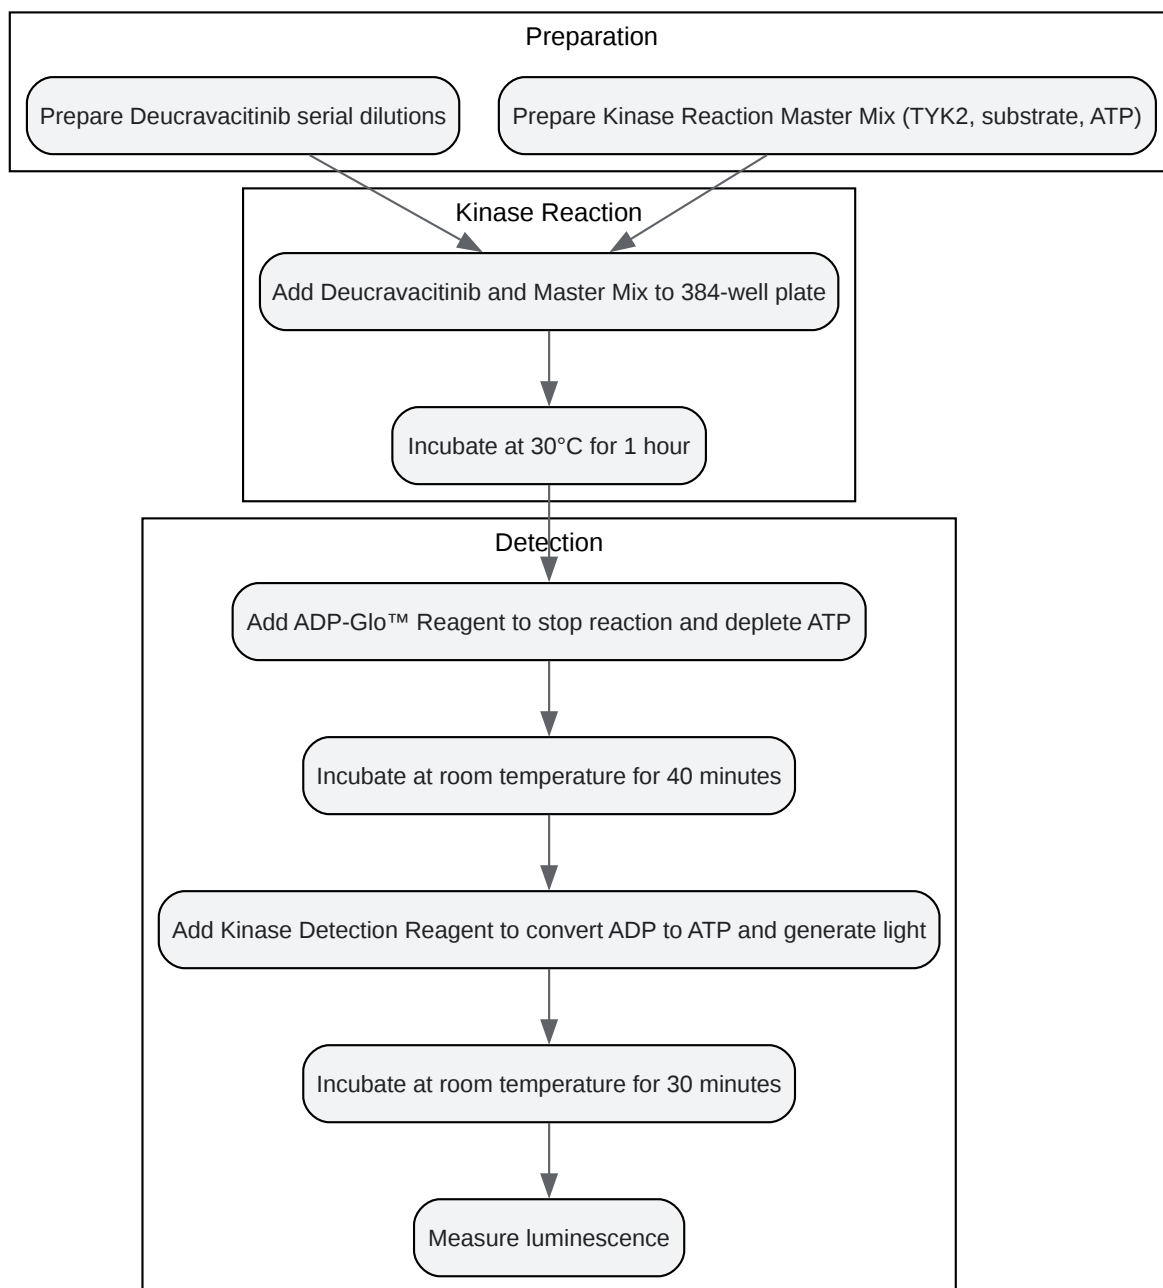 Preparation
Prepare Deucravacitinib serial dilutions
Prepare Kinase Reaction Master Mix (TYK2, substrate, ATP)
Kinase Reaction
Add Deucravacitinib and Master Mix to 384-well plate
Incubate at 30°C for 1 hour
Detection
Add ADP-Glo™ Reagent to stop reaction and deplete ATP
Incubate at room temperature for 40 minutes
Add Kinase Detection Reagent to convert ADP to ATP and generate light
Incubate at room temperature for 30 minutes
Measure luminescence